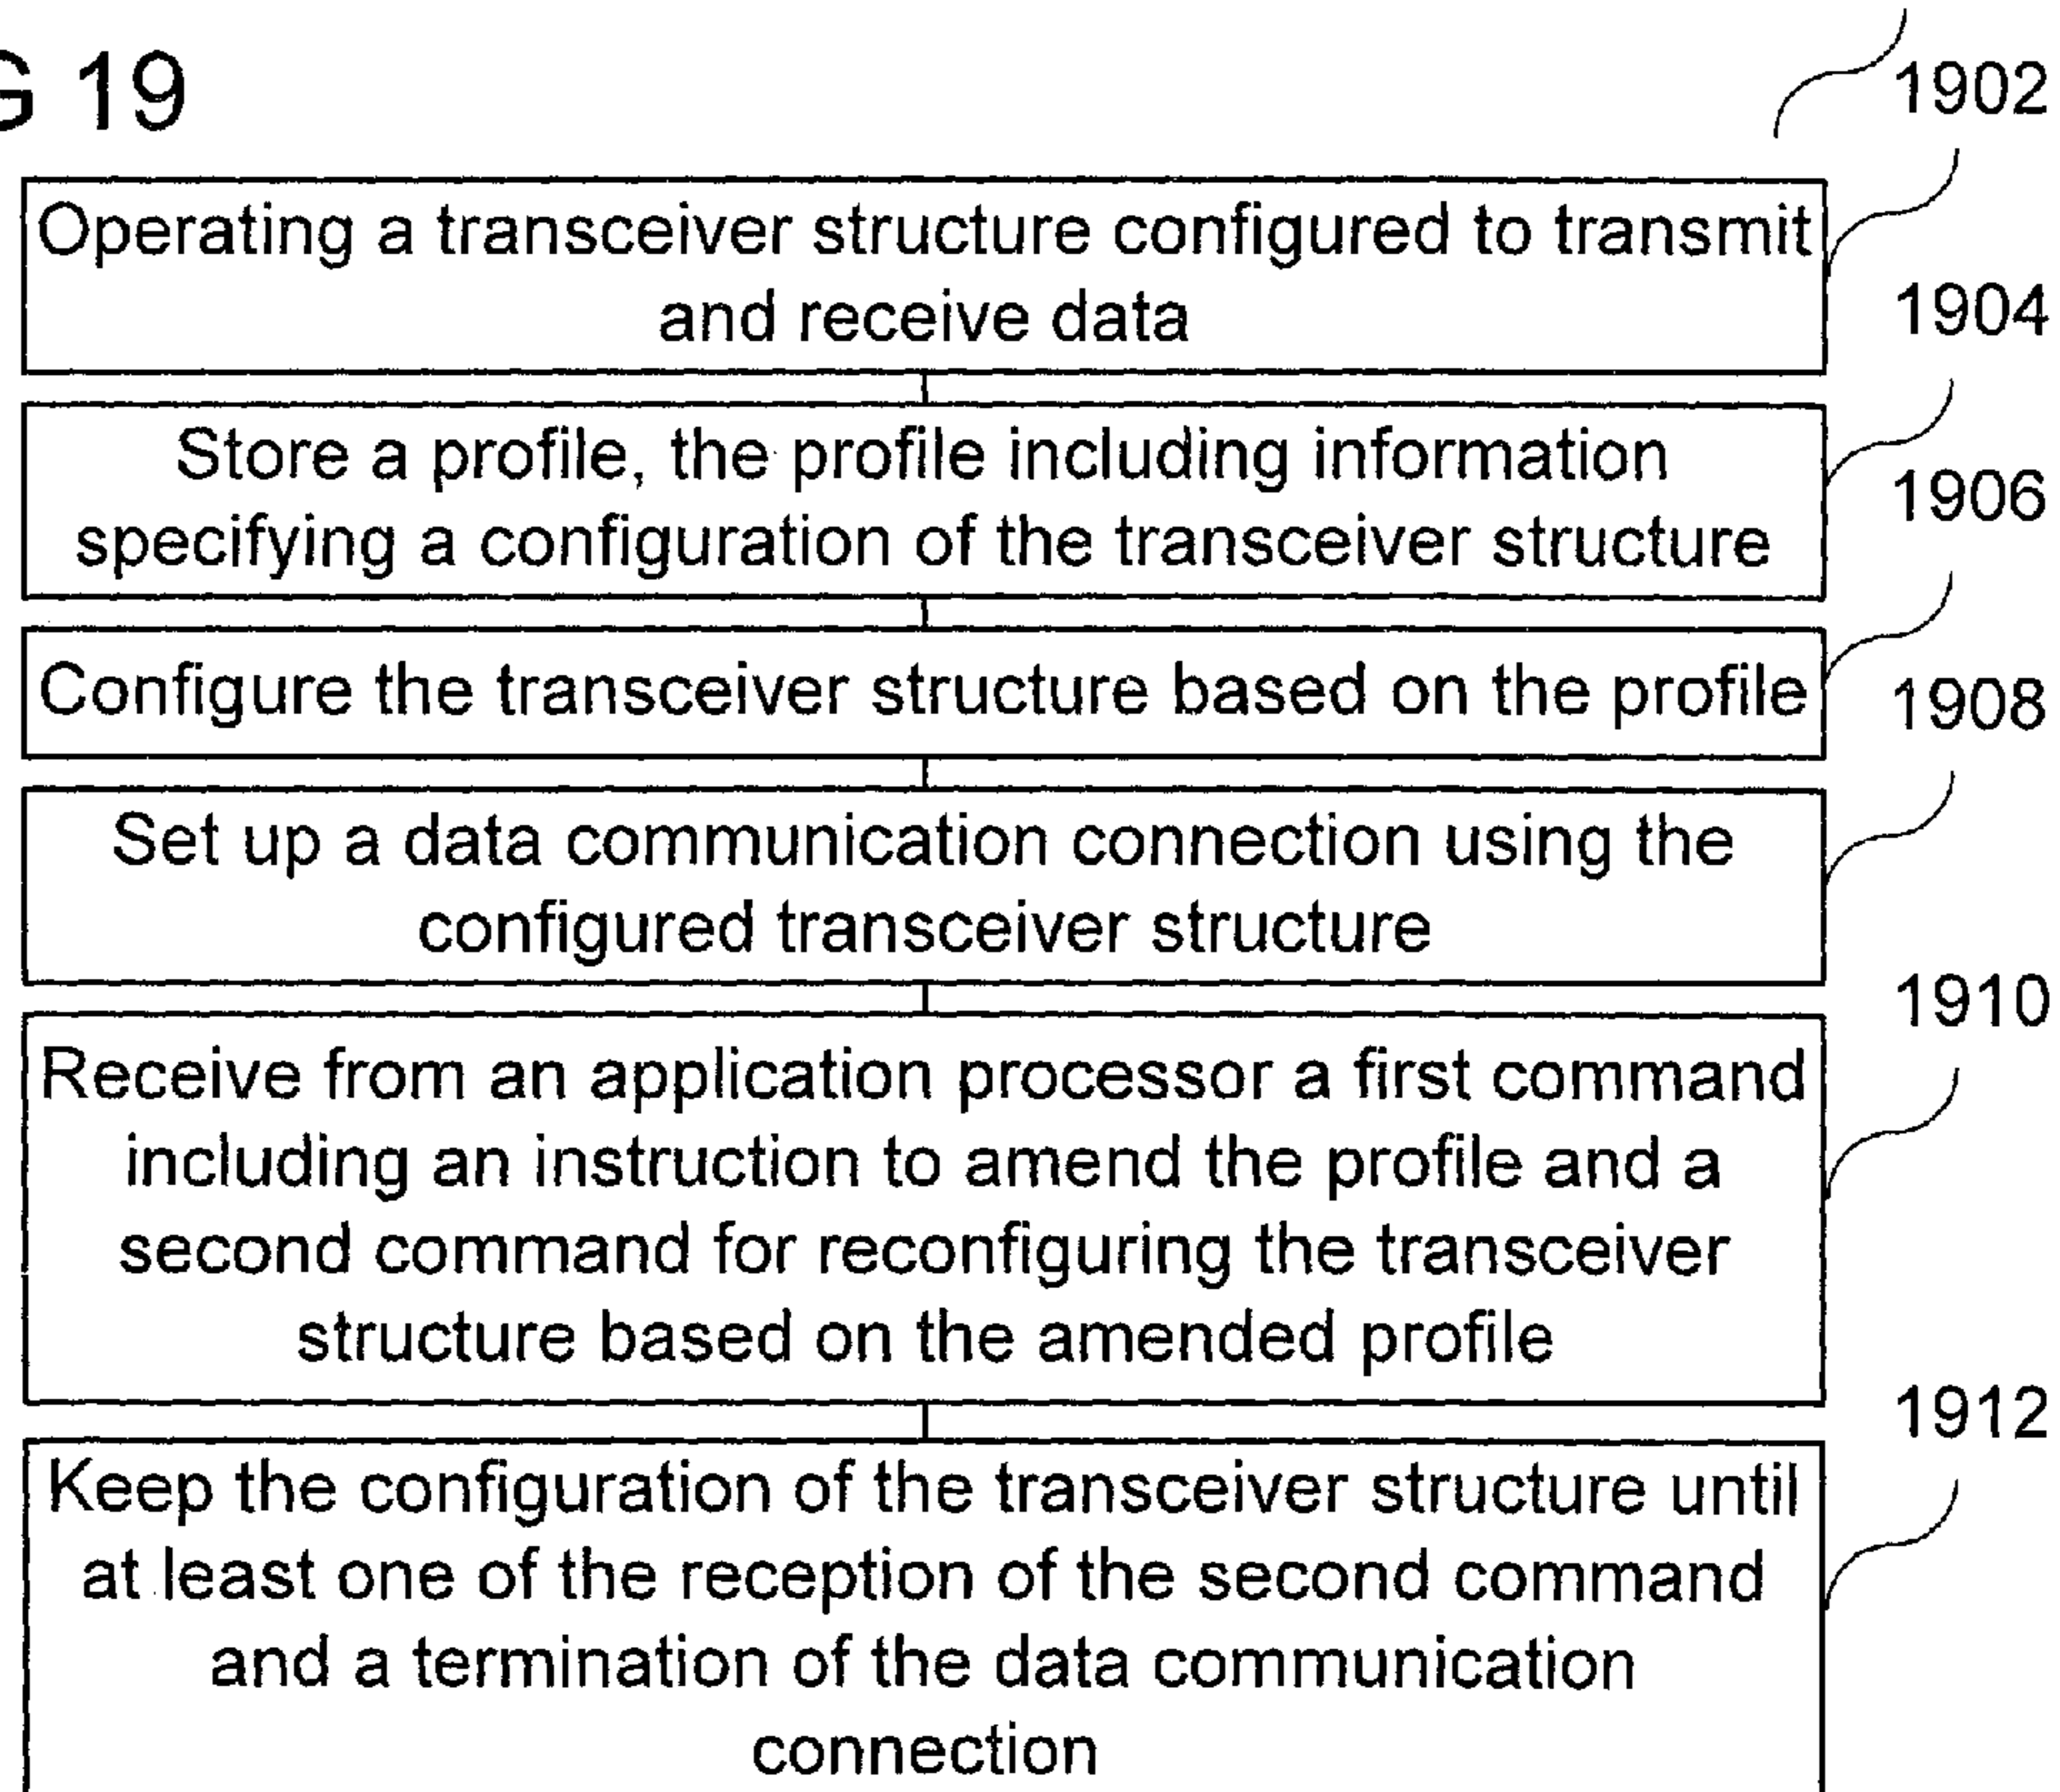 G 19
1902
Operating a transceiver structure configured to transmit
and receive data
1904
Store a profile, the profile including information
specifying a configuration of the transceiver structure
1906
Configure the transceiver structure based on the profile
1908
Set up a data communication connection using the
configured transceiver structure
1910
Receive from an application processor a first command
including an instruction to amend the profile and a
second command for reconfiguring the transceiver
structure based on the amended profile
1912
Keep the configuration of the transceiver structure until
at least one of the reception of the second command
and a termination of the data communication
connection